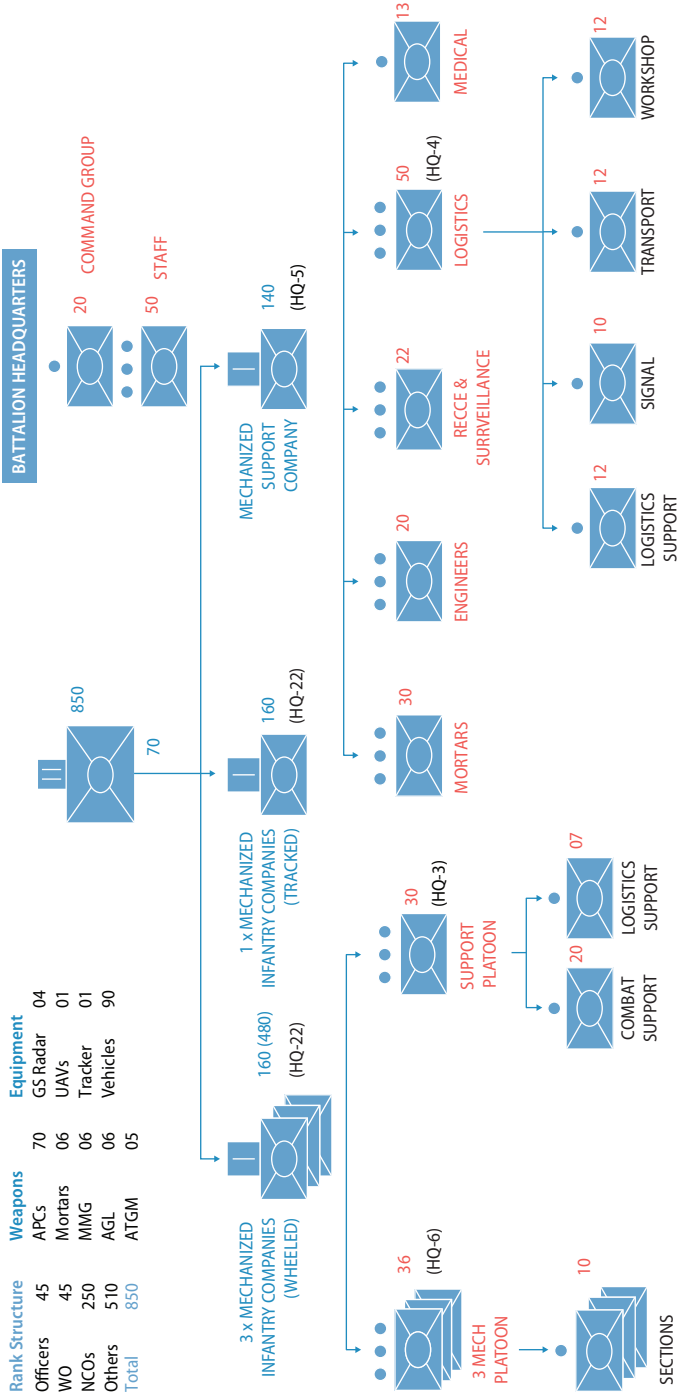 Rank Structure
Officers 45
WO 45
NCOs 250
Others 510
Total 850
Weapons
APCs 70
Mortars 06
MMG 06
AGL 06
ATGM 05
Equipment
GS Radar 04
UAVs 01
Tracker 01
Vehicles 90
BATTALION HEADQUARTERS
850
70
20
COMMAND GROUP
50
STAFF
3 x MECHANIZED
INFANTRY COMPANIES
(WHEELED)
160 (480)
(HQ-22)
1 x MECHANIZED
INFANTRY COMPANIES
(TRACKED)
160
(HQ-22)
MECHANIZED
SUPPORT
COMPANY
140
(HQ-5)
36
(HQ-6)
3 MECH
PLATOON
30
(HQ-3)
SUPPORT
PLATOON
30
MORTARS
20
ENGINEERS
22
RECCE &
SURRVEILLANCE
50
(HQ-4)
LOGISTICS
13
MEDICAL
10
SECTIONS
20
COMBAT
SUPPORT
07
LOGISTICS
SUPPORT
12
LOGISTICS
SUPPORT
10
SIGNAL
12
TRANSPORT
12
WORKSHOP